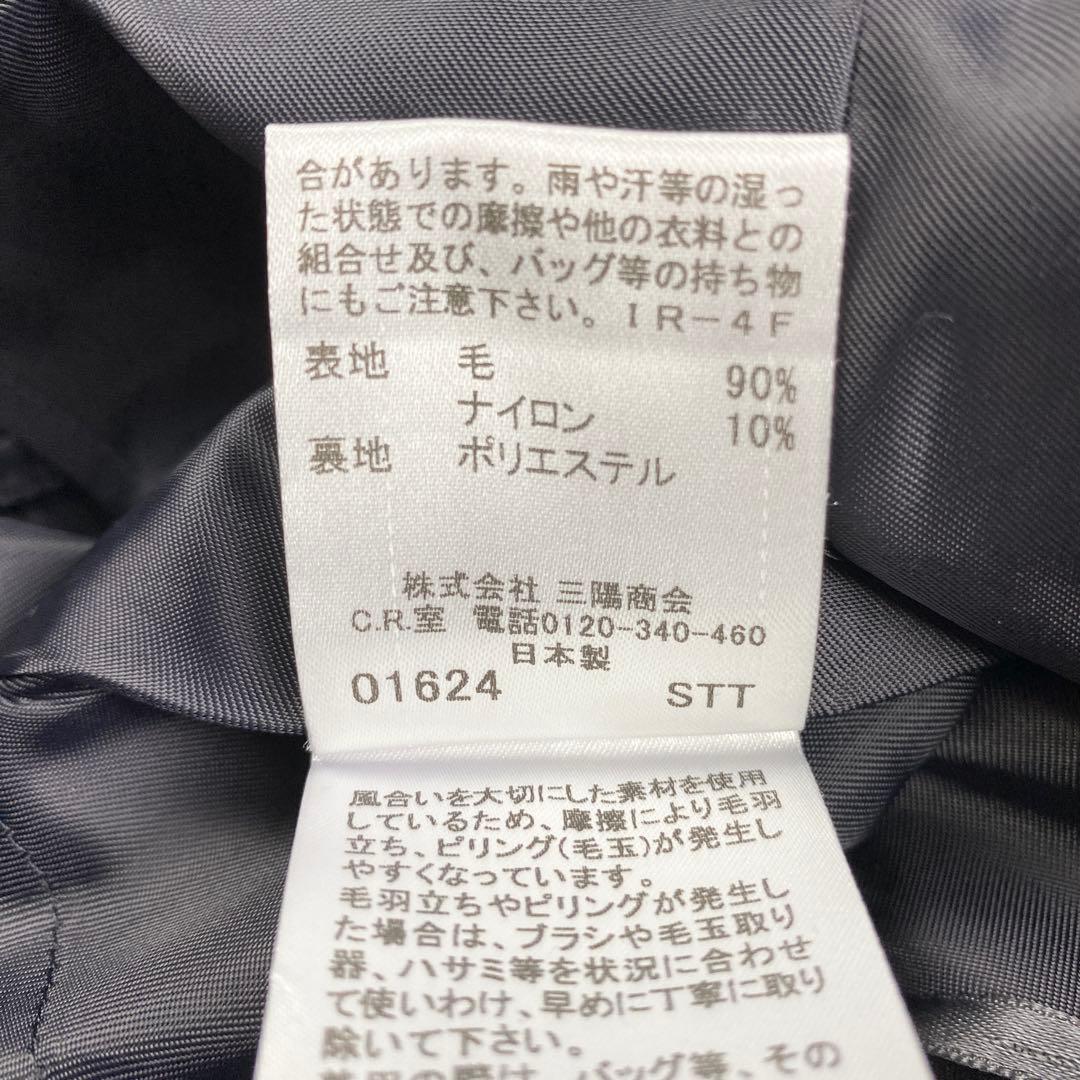 合があります。雨や汗等の湿っ
た状態での摩擦や他の衣料との
組合せ及び、バッグ等の持ち物
にもご注意下さい。IR-4F
表地 毛 90%
ナイロン 10%
裏地 ポリエステル
株式会社 三陽商会
C.R.室 電話0120-340-460
日本製
01624 STT
風合いを大切にした素材を使用
しているため、摩擦により毛羽
立ち、ピリング(毛玉)が発生し
やすくなっています。
毛羽立ちやピリングが発生し
た場合は、ブラシや毛玉取り
器、ハサミ等を状況に合わせ
て使いわけ、早めに丁寧に取り
除いて下さい。
の際は、バッグ等、その